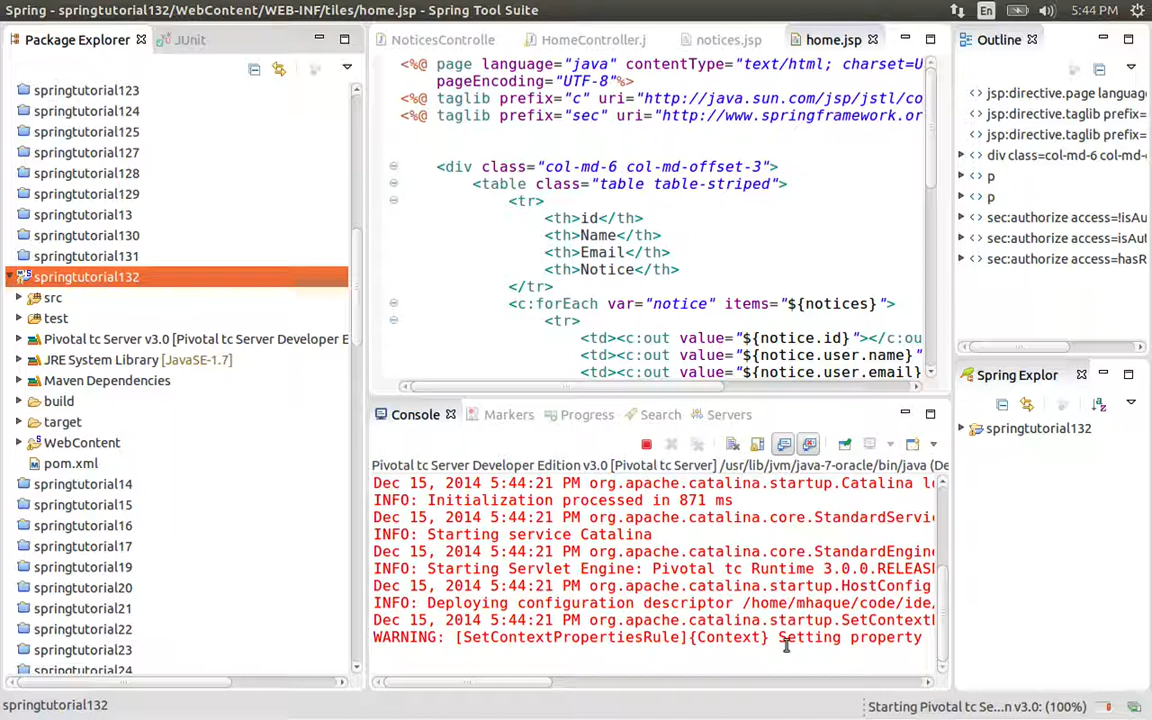 Spring - springtutorial132/WebContent/WEB-INF/tiles/home.jsp - Spring Tool Suite
En
5:44 PM
Package Explorer
JUnit
springtutorial123
springtutorial124
springtutorial125
springtutorial127
springtutorial128
springtutorial129
springtutorial13
springtutorial130
springtutorial131
springtutorial132
src
test
Pivotal tc Server v3.0 [Pivotal tc Server Developer E
JRE System Library [JavaSE-1.7]
Maven Dependencies
build
target
WebContent
pom.xml
springtutorial14
springtutorial15
springtutorial16
springtutorial17
springtutorial19
springtutorial20
springtutorial21
springtutorial22
springtutorial23
springtutorial24
NoticesControlle
HomeController.j
notices.jsp
home.jsp
<%@ page language="java" contentType="text/html; charset=U
pageEncoding="UTF-8"%>
<%@ taglib prefix="c" uri="http://java.sun.com/jsp/jstl/co
<%@ taglib prefix="sec" uri="http://www.springframework.or
<div class="col-md-6 col-md-offset-3">
<table class="table table-striped">
<tr>
<th>id</th>
<th>Name</th>
<th>Email</th>
<th>Notice</th>
</tr>
<c:forEach var="notice" items="${notices}">
<tr>
<td><c:out value="${notice.id}"></c:ou
<td><c:out value="${notice.user.name}"
<td><c:out value="${notice.user.email}
Console
Markers
Progress
Search
Servers
Pivotal tc Server Developer Edition v3.0 [Pivotal tc Server] /usr/lib/jvm/java-7-oracle/bin/java (De
Dec 15, 2014 5:44:21 PM org.apache.catalina.startup.Catalina lo
INFO: Initialization processed in 871 ms
Dec 15, 2014 5:44:21 PM org.apache.catalina.core.StandardServi
INFO: Starting service Catalina
Dec 15, 2014 5:44:21 PM org.apache.catalina.core.StandardEngin
INFO: Starting Servlet Engine: Pivotal tc Runtime 3.0.0.RELEAS
Dec 15, 2014 5:44:21 PM org.apache.catalina.startup.HostConfig
INFO: Deploying configuration descriptor /home/mhaque/code/ide
Dec 15, 2014 5:44:21 PM org.apache.catalina.startup.SetContext
WARNING: [SetContextPropertiesRule]{Context} Setting property
Outline
jsp:directive.page languag
jsp:directive.taglib prefix=
jsp:directive.taglib prefix=
div class=col-md-6 col-md-
p
p
sec:authorize access=!isAu
sec:authorize access=isAut
sec:authorize access=hasR
Spring Explor
springtutorial132
springtutorial132
Starting Pivotal tc Se...n v3.0: (100%)